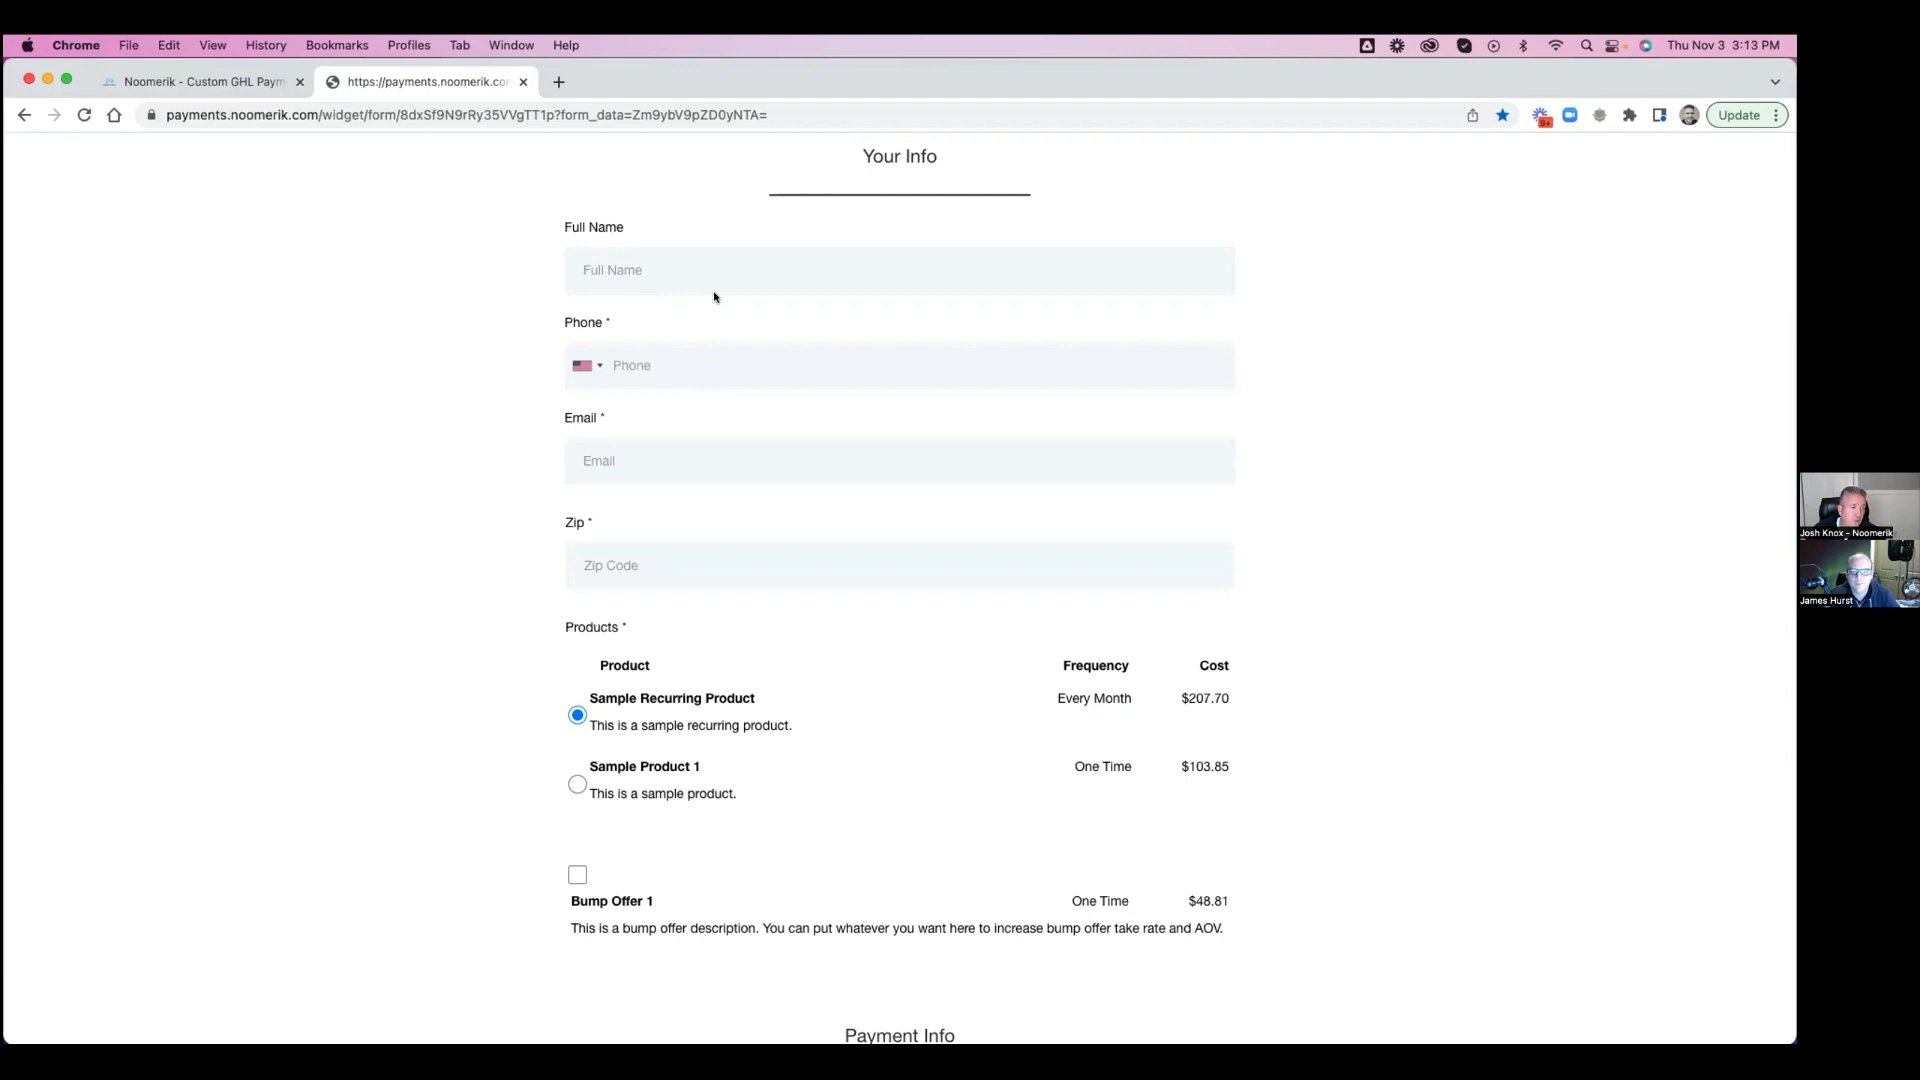 Chrome File Edit View History Bookmarks Profiles Tab Window Help Thu Nov 3 3:13 PM
Noomerik - Custom GHL Paym https://payments.noomerik.co
payments.noomerik.com/widget/form/8dxSf9N9rRy35VVgTT1p?form_data=Zm9ybV9pZD0yNTA= 9+ Update
Your Info
Full Name
Full Name
Phone *
Phone
Email *
Email
Zip *
Zip Code
Products *
Product Frequency Cost
Sample Recurring Product Every Month $207.70
This is a sample recurring product.
Sample Product 1 One Time $103.85
This is a sample product.
Bump Offer 1 One Time $48.81
This is a bump offer description. You can put whatever you want here to increase bump offer take rate and AOV.
Payment Info
Josh Knox - Noomerik
James Hurst